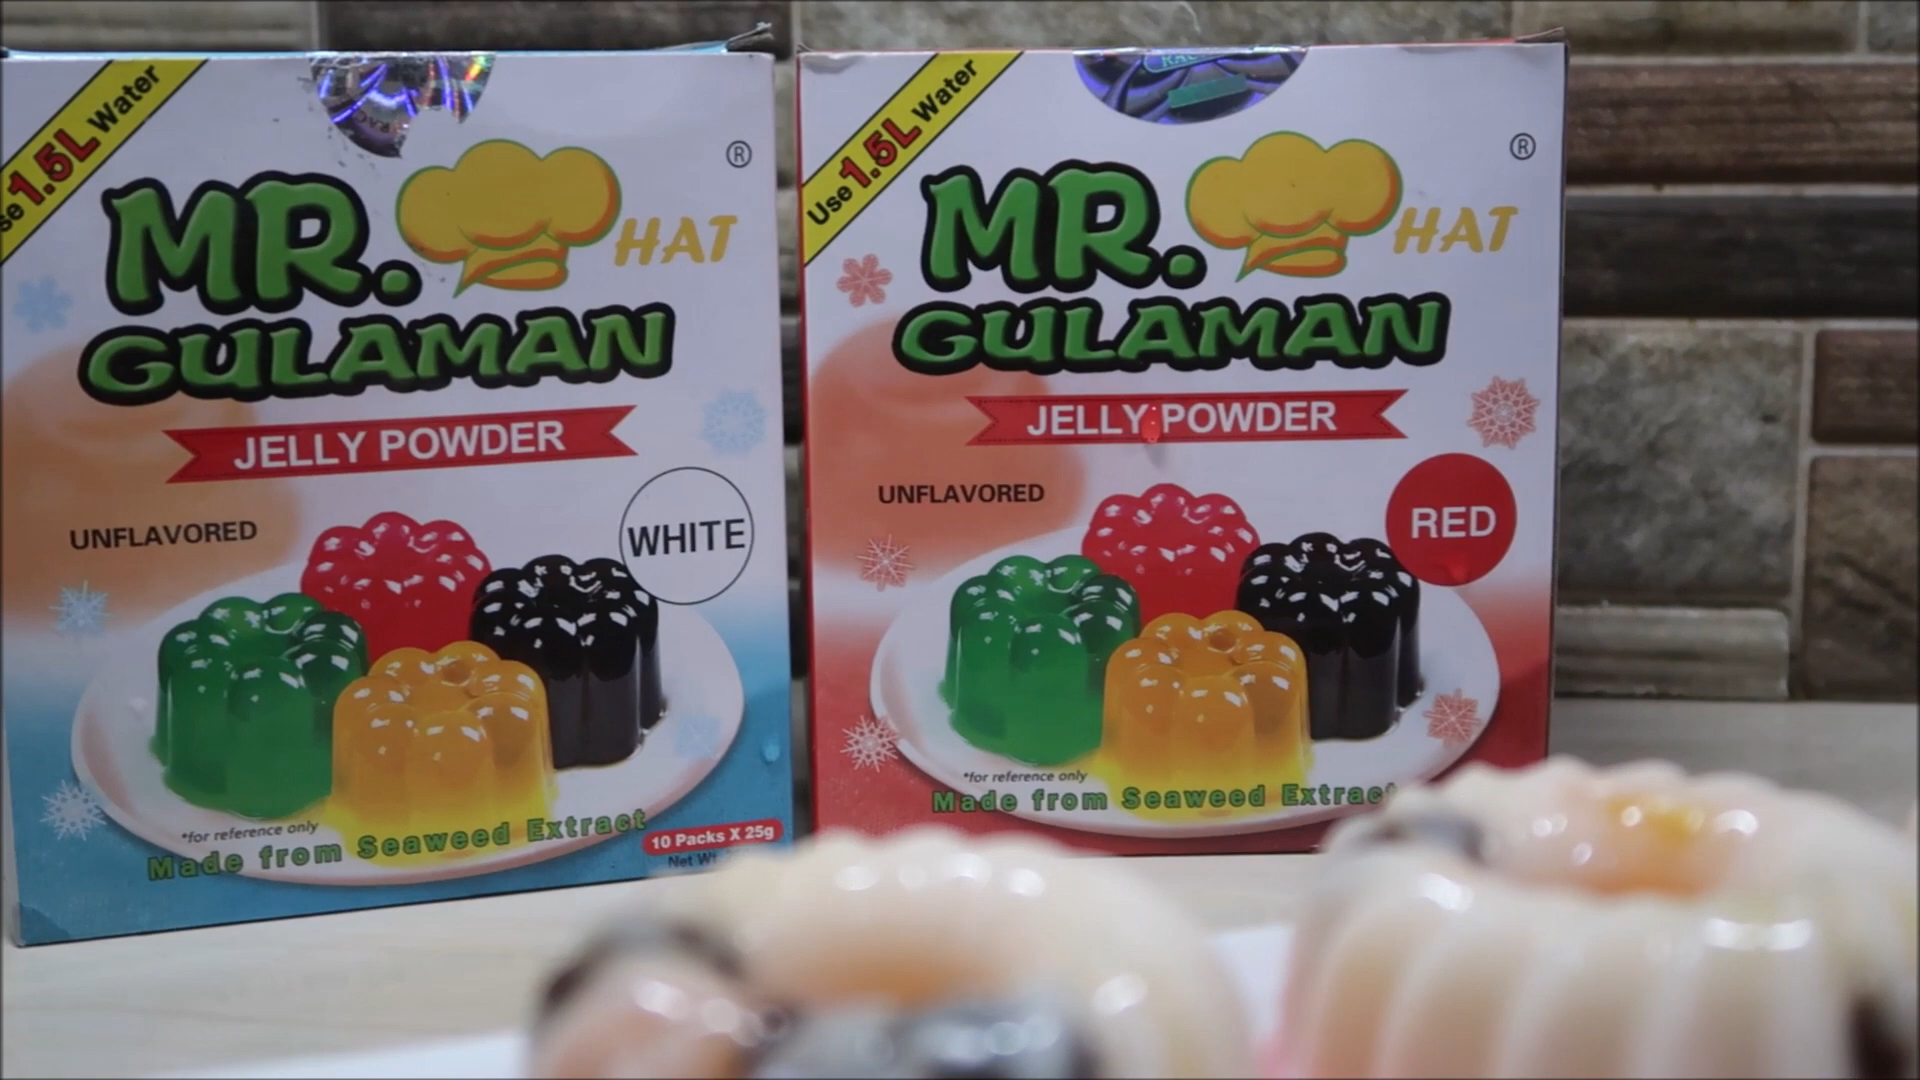 Use 1.5L Water
®
MR. HAT
GULAMAN
JELLY POWDER
UNFLAVORED
WHITE
*for reference only
Made from Seaweed Extract
10 Packs X 25g
Net Wt.
Use 1.5L Water
®
MR. HAT
GULAMAN
JELLY POWDER
UNFLAVORED
RED
*for reference only
Made from Seaweed Extract